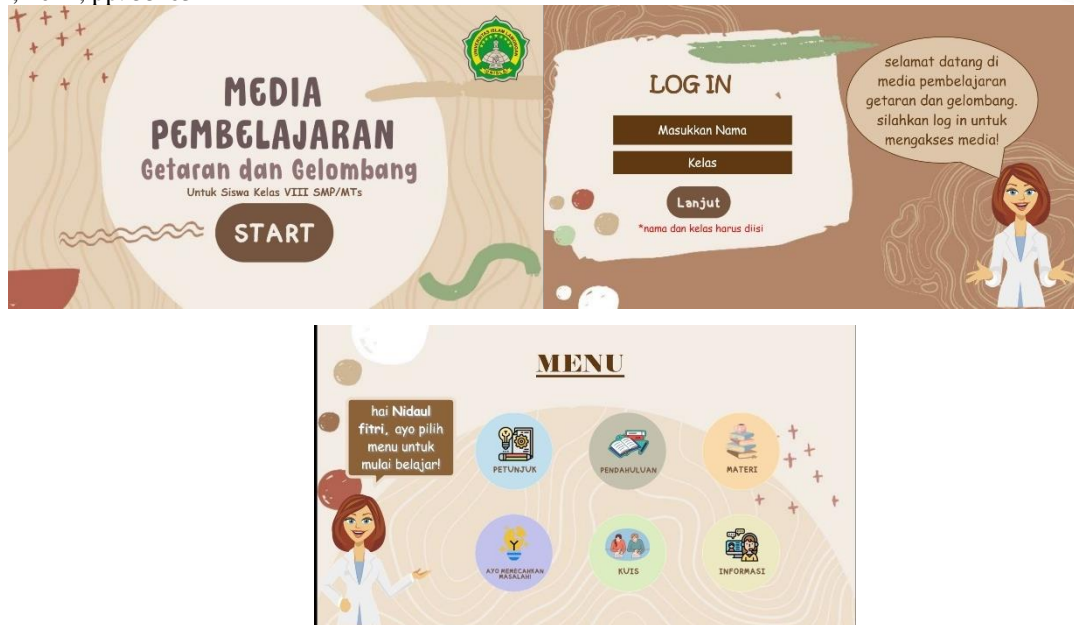 MEDIA
PEMBELAJARAN
Getaran dan Gelombang
Untuk Siswa Kelas VIII SMP/MTs
START
LOG IN
Masukkan Nama
Kelas
Lanjut
*nama dan kelas harus diisi
selamat datang di
media pembelajaran
getaran dan gelombang.
silahkan log in untuk
mengakses media!
MENU
hai Nidaul
fitri, ayo pilih
menu untuk
mulai belajar!
PETUNJUK
PENDAHULUAN
MATERI
AYO MEMECAHKAN
MASALAH!
KUIS
INFORMASI